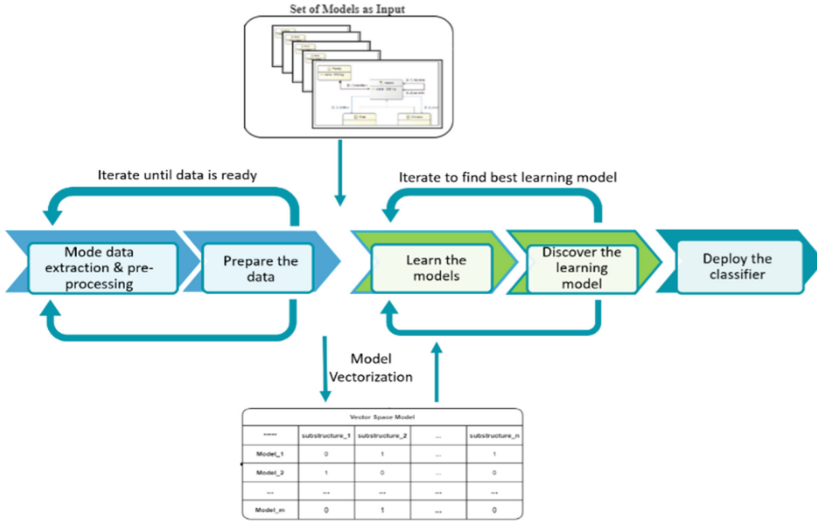 Set of Models as Input
Iterate until data is ready
Iterate to find best learning model
Mode data
extraction & pre-
processing
Prepare the
data
Learn the
models
Discover the
learning
model
Deploy the
classifier
Model
Vectorization
Vector Space Model
----- substructure_1 substructure_2 ... substructure_n
Model_1 0 1 ... 1
Model_2 1 0 ... 0
... ... ... ... ...
Model_m 0 1 ... 0